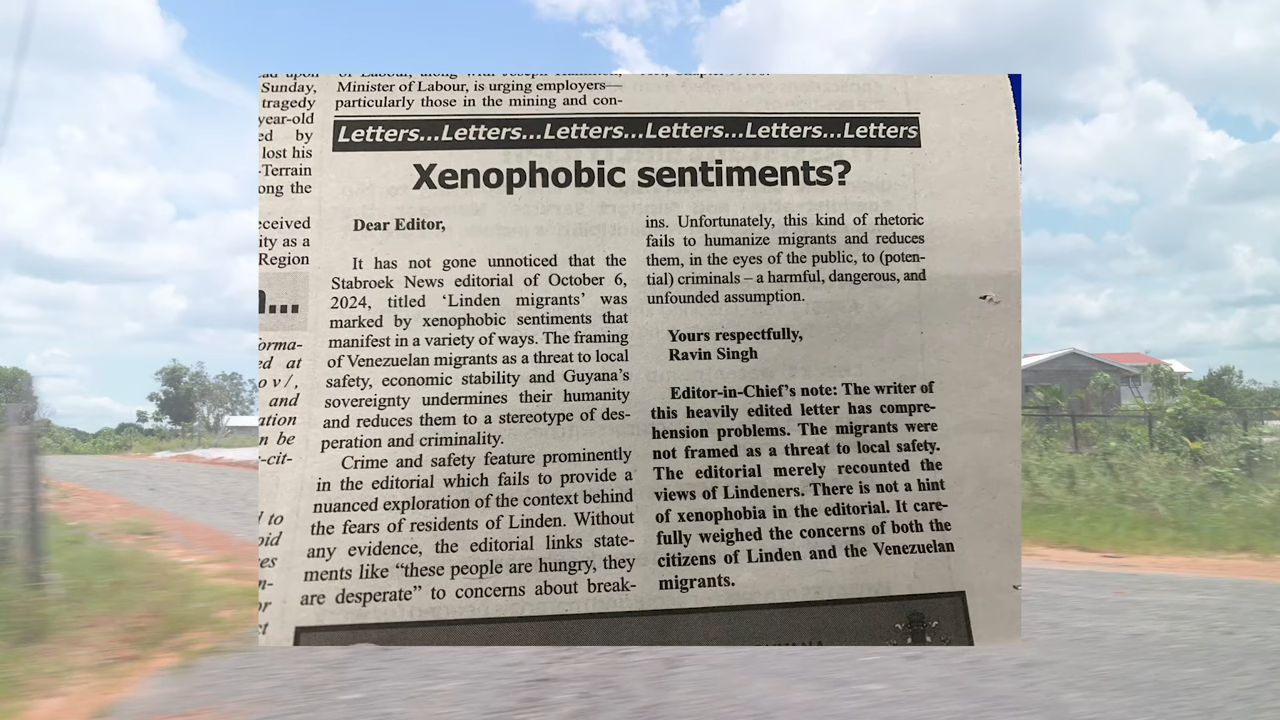 Sunday,
tragedy
year-old
ed by
lost his
-Terrain
ong the
eceived
ity as a
Region
...
orma-
ed at
ov/,
and
ation
n be
-cit-
to
oid
es
n-
or
et
Minister of Labour, is urging employers—
particularly those in the mining and con-
Letters...Letters...Letters...Letters...Letters...Letters
Xenophobic sentiments?
Dear Editor,
It has not gone unnoticed that the
Stabroek News editorial of October 6,
2024, titled ‘Linden migrants’ was
marked by xenophobic sentiments that
manifest in a variety of ways. The framing
of Venezuelan migrants as a threat to local
safety, economic stability and Guyana’s
sovereignty undermines their humanity
and reduces them to a stereotype of des-
peration and criminality.
Crime and safety feature prominently
in the editorial which fails to provide a
nuanced exploration of the context behind
the fears of residents of Linden. Without
any evidence, the editorial links state-
ments like “these people are hungry, they
are desperate” to concerns about break-
ins. Unfortunately, this kind of rhetoric
fails to humanize migrants and reduces
them, in the eyes of the public, to (poten-
tial) criminals – a harmful, dangerous, and
unfounded assumption.
Yours respectfully,
Ravin Singh
Editor-in-Chief’s note: The writer of
this heavily edited letter has compre-
hension problems. The migrants were
not framed as a threat to local safety.
The editorial merely recounted the
views of Lindeners. There is not a hint
of xenophobia in the editorial. It care-
fully weighed the concerns of both the
citizens of Linden and the Venezuelan
migrants.